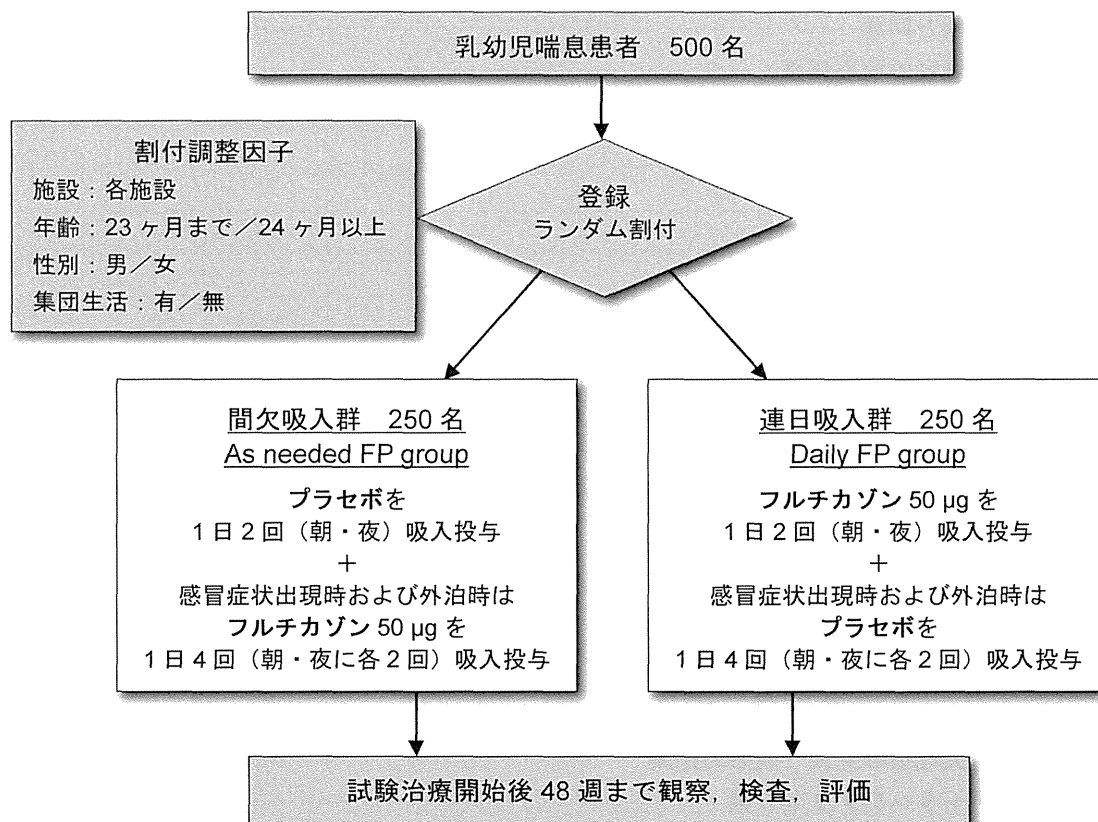 乳幼児喘息患者 500 名
割付調整因子
施設：各施設
年齢：23 ヶ月まで／24 ヶ月以上
性別：男／女
集団生活：有／無
登録
ランダム割付
間欠吸入群 250 名
As needed FP group
プラセボを
1 日 2 回（朝・夜）吸入投与
＋
感冒症状出現時および外泊時は
フルチカゾン 50 µg を
1 日 4 回（朝・夜に各 2 回）吸入投与
連日吸入群 250 名
Daily FP group
フルチカゾン 50 µg を
1 日 2 回（朝・夜）吸入投与
＋
感冒症状出現時および外泊時は
プラセボを
1 日 4 回（朝・夜に各 2 回）吸入投与
試験治療開始後 48 週まで観察，検査，評価